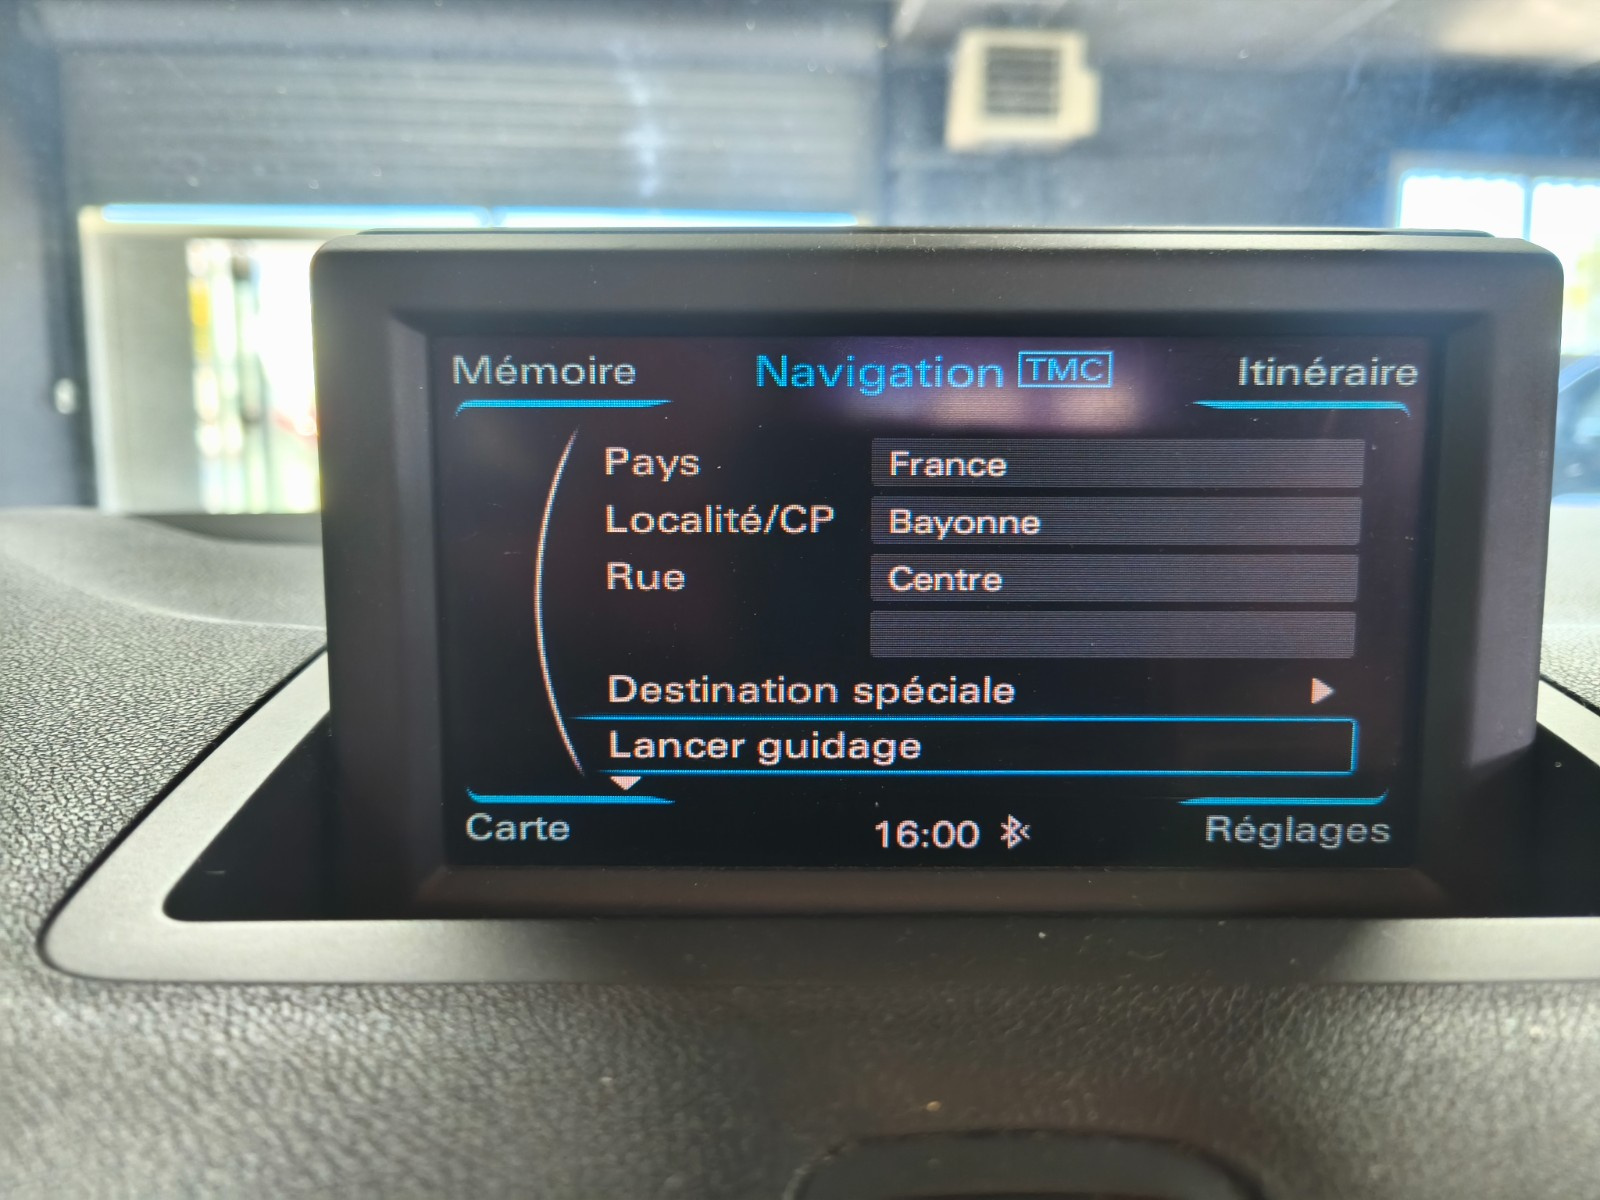 Mémoire Navigation TMC Itinéraire
Pays France
Localité/CP Bayonne
Rue Centre
Destination spéciale
Lancer guidage
Carte 16:00 Réglages